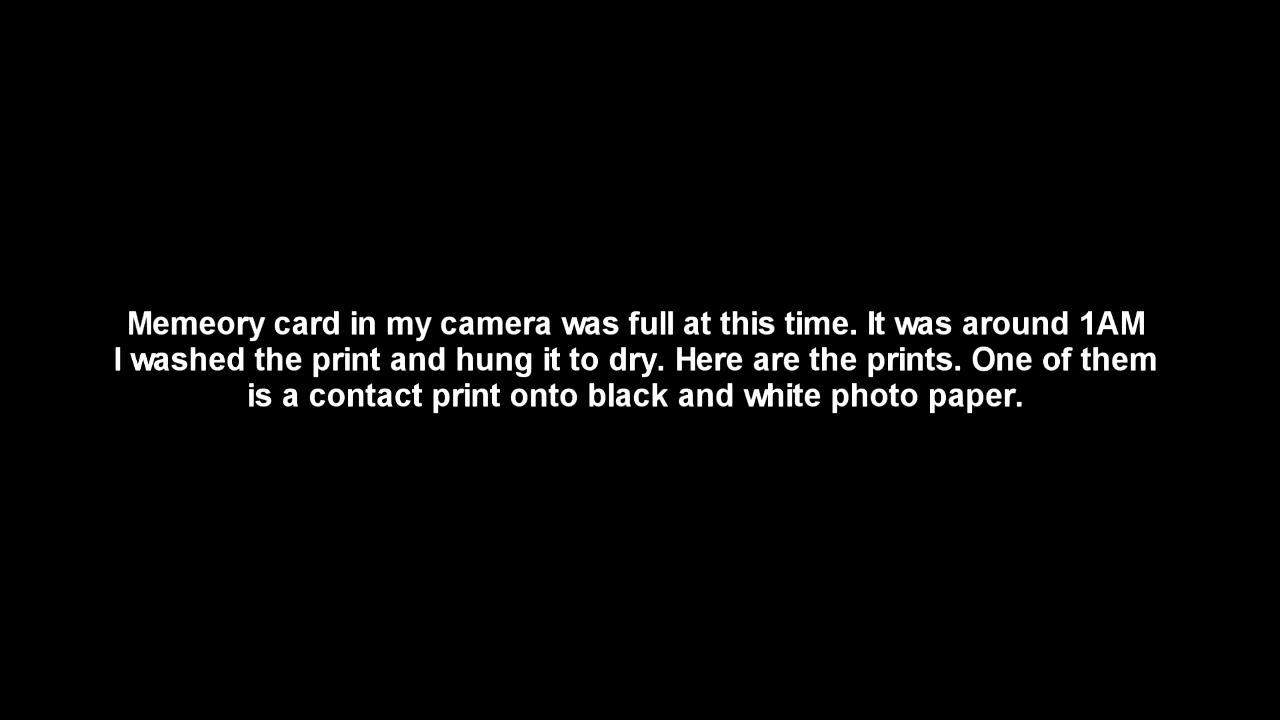 Memeory card in my camera was full at this time. It was around 1AM
I washed the print and hung it to dry. Here are the prints. One of them
is a contact print onto black and white photo paper.